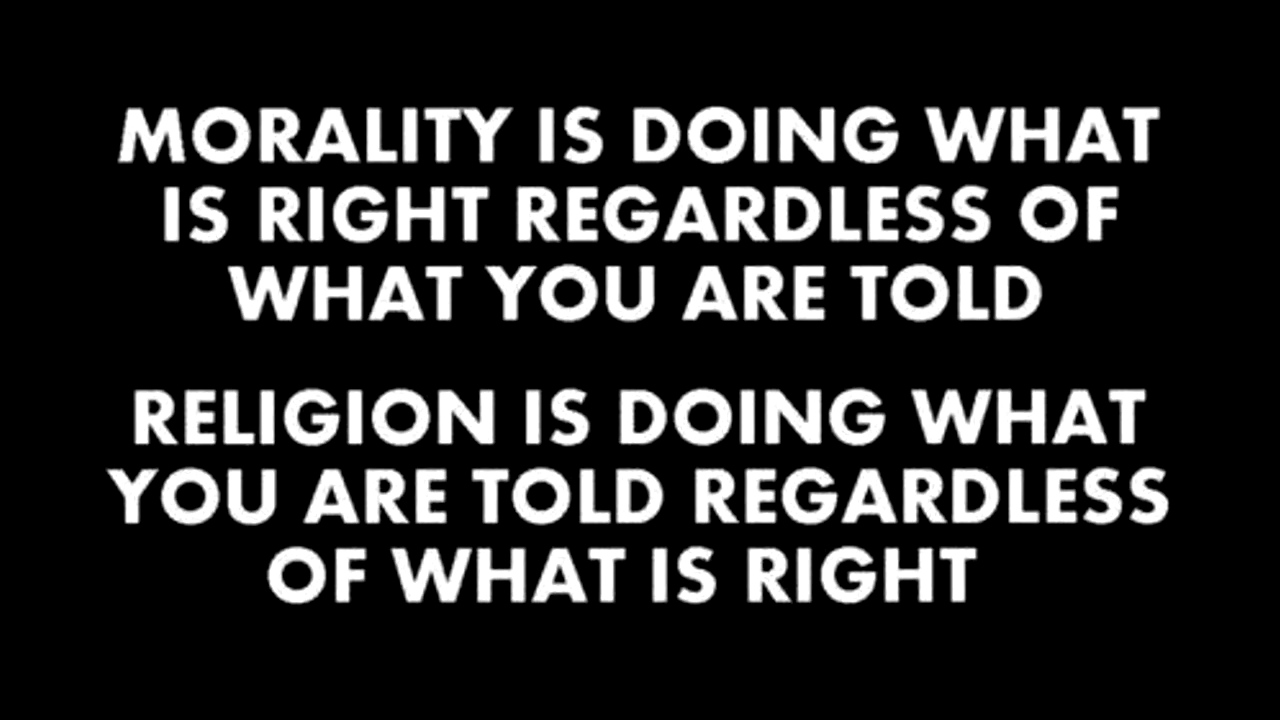 MORALITY IS DOING WHAT
IS RIGHT REGARDLESS OF
WHAT YOU ARE TOLD
RELIGION IS DOING WHAT
YOU ARE TOLD REGARDLESS
OF WHAT IS RIGHT